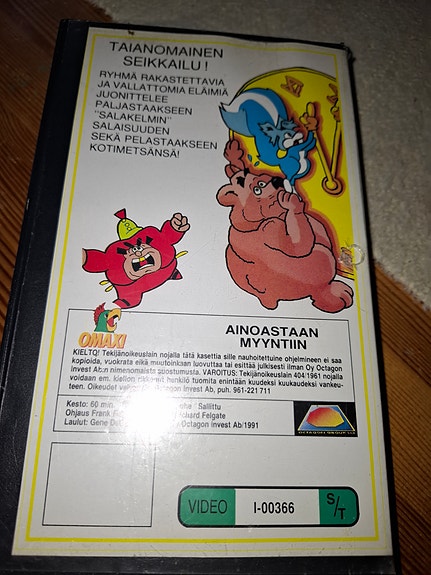 TAIANOMAINEN
SEIKKAILU !
RYHMÄ RAKASTETTAVIA
JA VALLATTOMIA ELÄIMIÄ
JUONITTELEE
PALJASTAAKSEEN
"SALAKELMIN"
SALAISUUDEN
SEKÄ PELASTAAKSEEN
KOTIMETSÄNSÄ!
XI
OMAXI
AINOASTAAN
MYYNTIIN
KIELTO! Tekijänoikeuslain nojalla tätä kasettia sille nauhoitettuine ohjelmineen ei saa
kopioida, vuokrata eikä muutoinkaan luovuttaa tai esittää julkisesti ilman Oy Octagon
invest Ab:n nimenomaista suostumusta. VAROITUS: Tekijänoikeuslain 404/1961 nojalla
voidaan em. kiellon rikkonut henkilö tuomita enintään kuudeksi kuukaudeksi vankeu-
teen. Oikeudet valvoo Octagon Invest Ab, puh. 961-221 711
Kesto: 60 min. Sallittu
Ohjaus Frank Richard Felgate
Laulut: Gene Octagon invest Ab/1991
OCTAGON GROUP
VIDEO I-00366 S/T